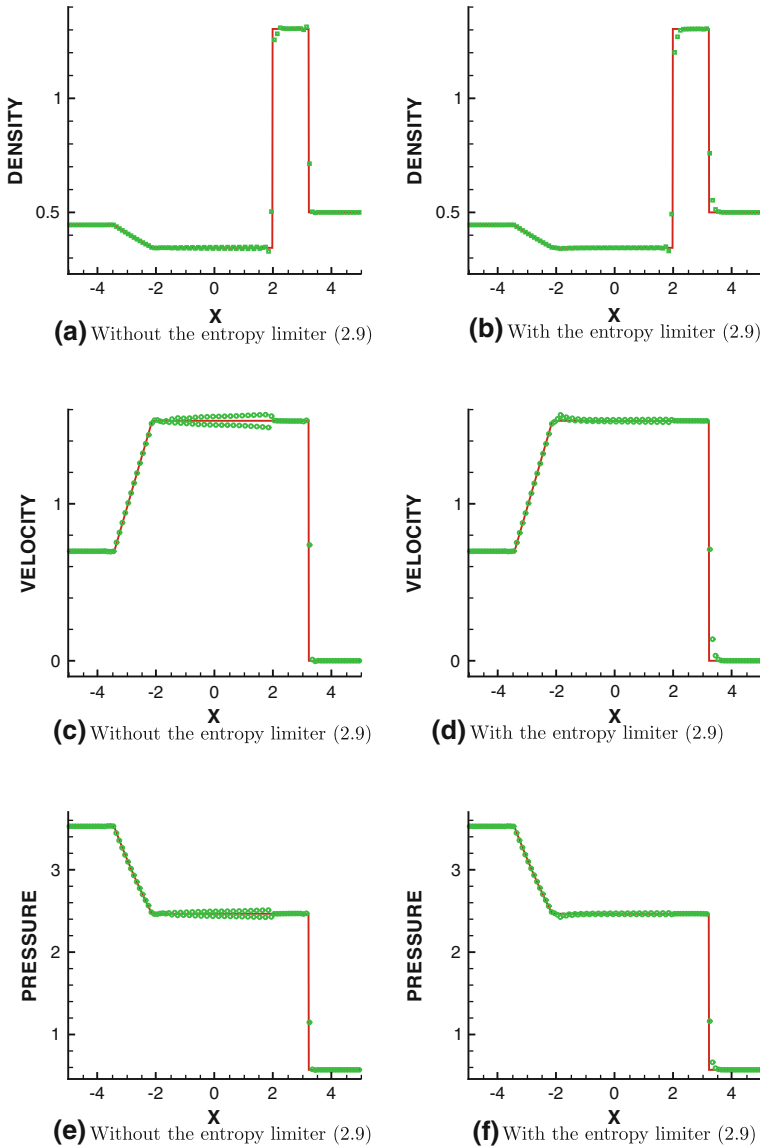 DENSITY
1
0.5
-4 -2 0 2 4
X
(a) Without the entropy limiter (2.9)
DENSITY
1
0.5
-4 -2 0 2 4
X
(b) With the entropy limiter (2.9)
VELOCITY
1
0
-4 -2 0 2 4
X
(c) Without the entropy limiter (2.9)
VELOCITY
1
0
-4 -2 0 2 4
X
(d) With the entropy limiter (2.9)
PRESSURE
3
2
1
-4 -2 0 2 4
X
(e) Without the entropy limiter (2.9)
PRESSURE
3
2
1
-4 -2 0 2 4
X
(f) With the entropy limiter (2.9)